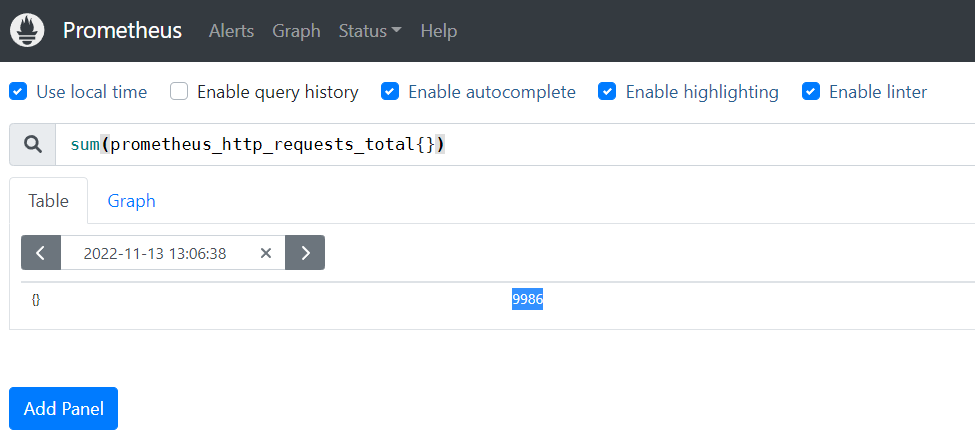 Prometheus Alerts Graph Status Help
Use local time Enable query history Enable autocomplete Enable highlighting Enable linter
sum(prometheus_http_requests_total{})
Table Graph
2022-11-13 13:06:38
{} 9986
Add Panel